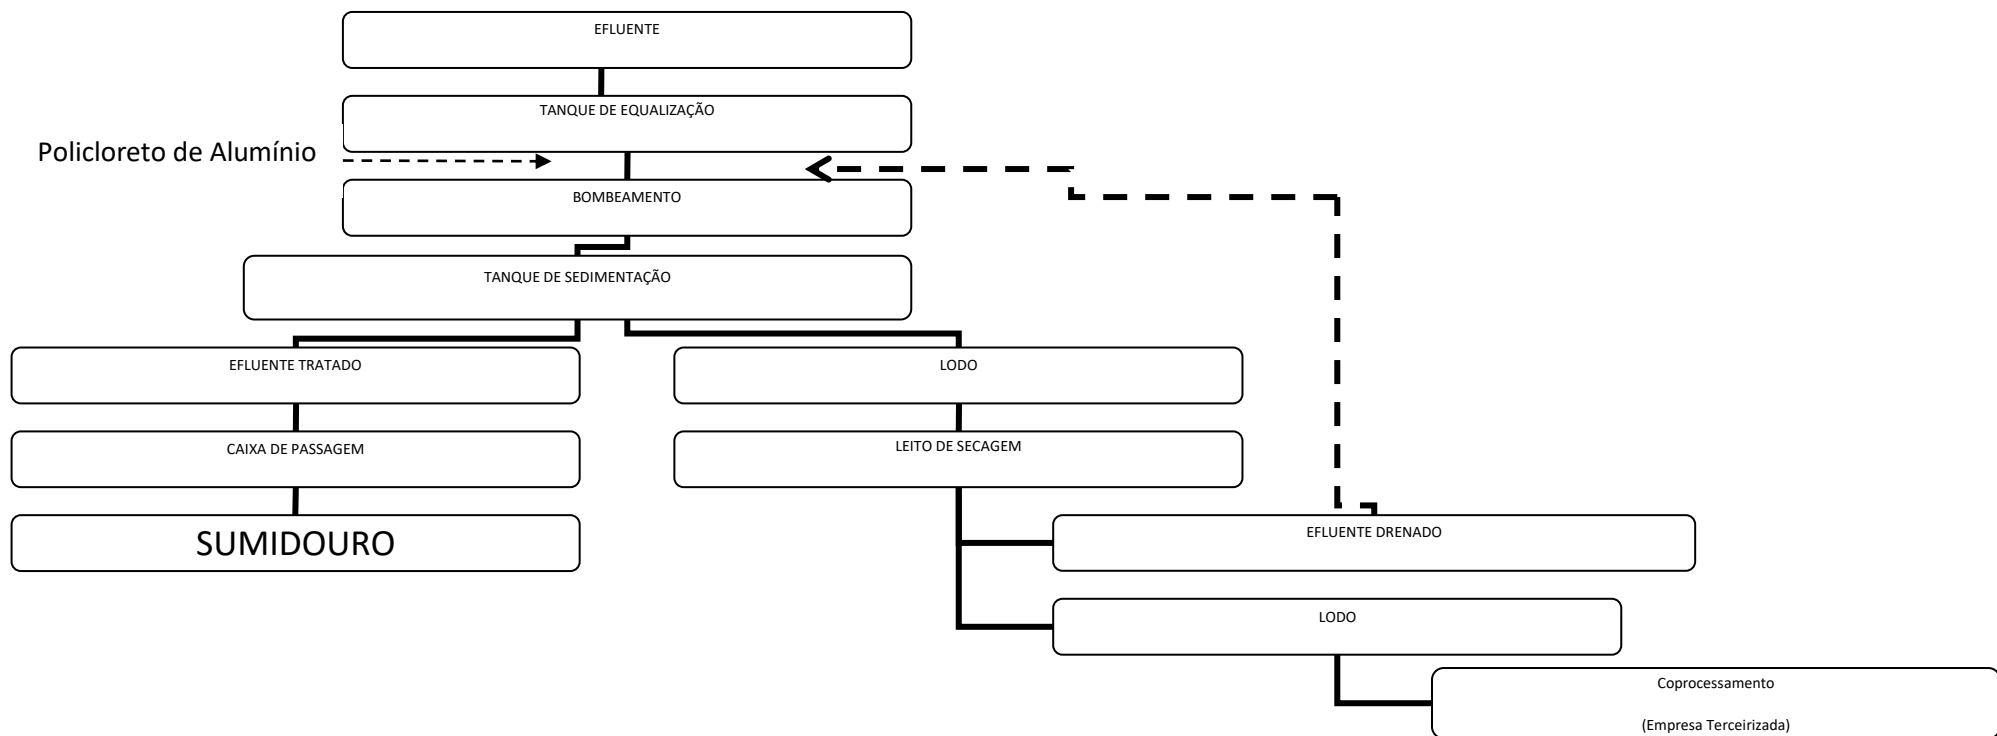 EFLUENTE
TANQUE DE EQUALIZAÇÃO
Policloreto de Alumínio
BOMBEAMENTO
TANQUE DE SEDIMENTAÇÃO
EFLUENTE TRATADO
LODO
CAIXA DE PASSAGEM
LEITO DE SECAGEM
SUMIDOURO
EFLUENTE DRENADO
LODO
Coprocessamento
(Empresa Terceirizada)